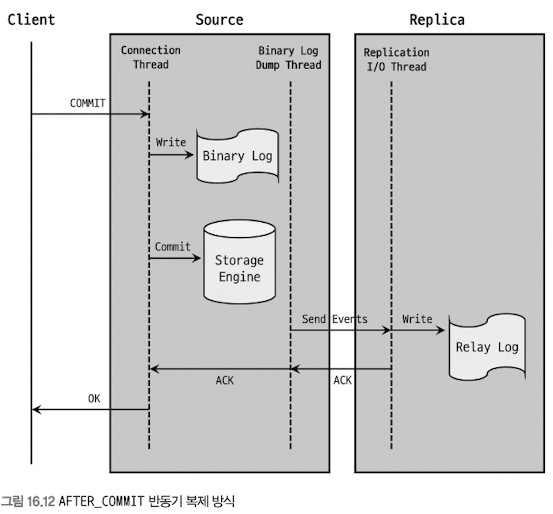 Client
Source
Replica
Connection
Thread
Binary Log
Dump Thread
Replication
I/O Thread
COMMIT
Write
Binary Log
Commit
Storage
Engine
Send Events
Write
Relay Log
ACK
ACK
OK
그림 16.12 AFTER_COMMIT 반동기 복제 방식